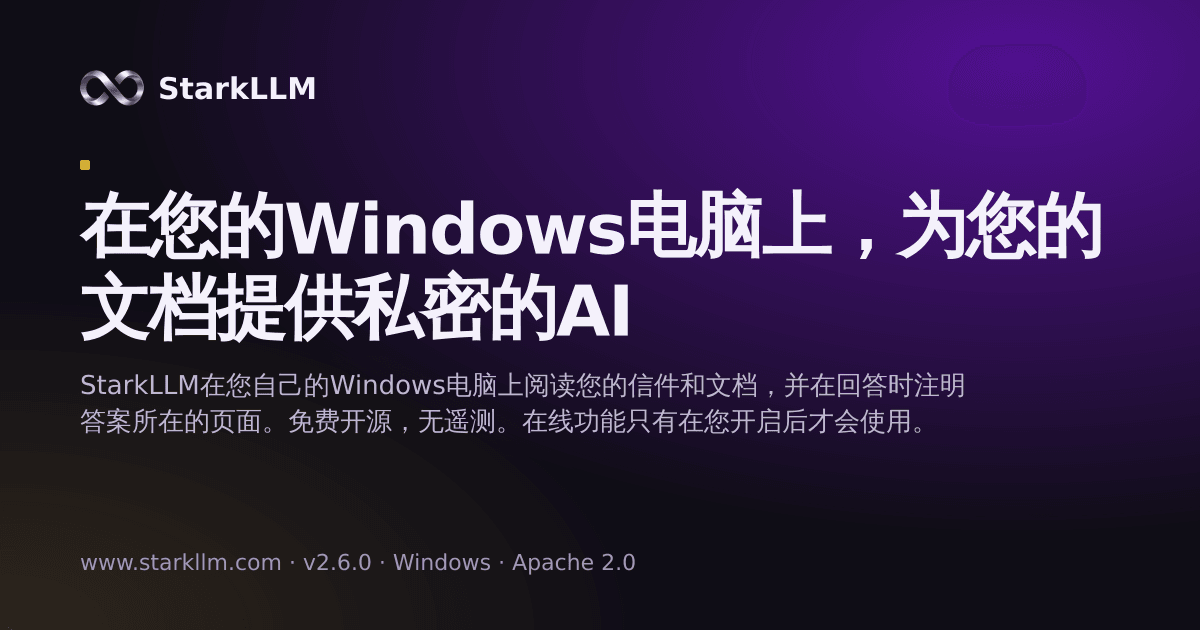 StarkLLM
在您的Windows电脑上，为您的
文档提供私密的AI
StarkLLM在您自己的Windows电脑上阅读您的信件和文档，并在回答时注明
答案所在的页面。免费开源，无遥测。在线功能只有在您开启后才会使用。
www.starkllm.com · v2.6.0 · Windows · Apache 2.0